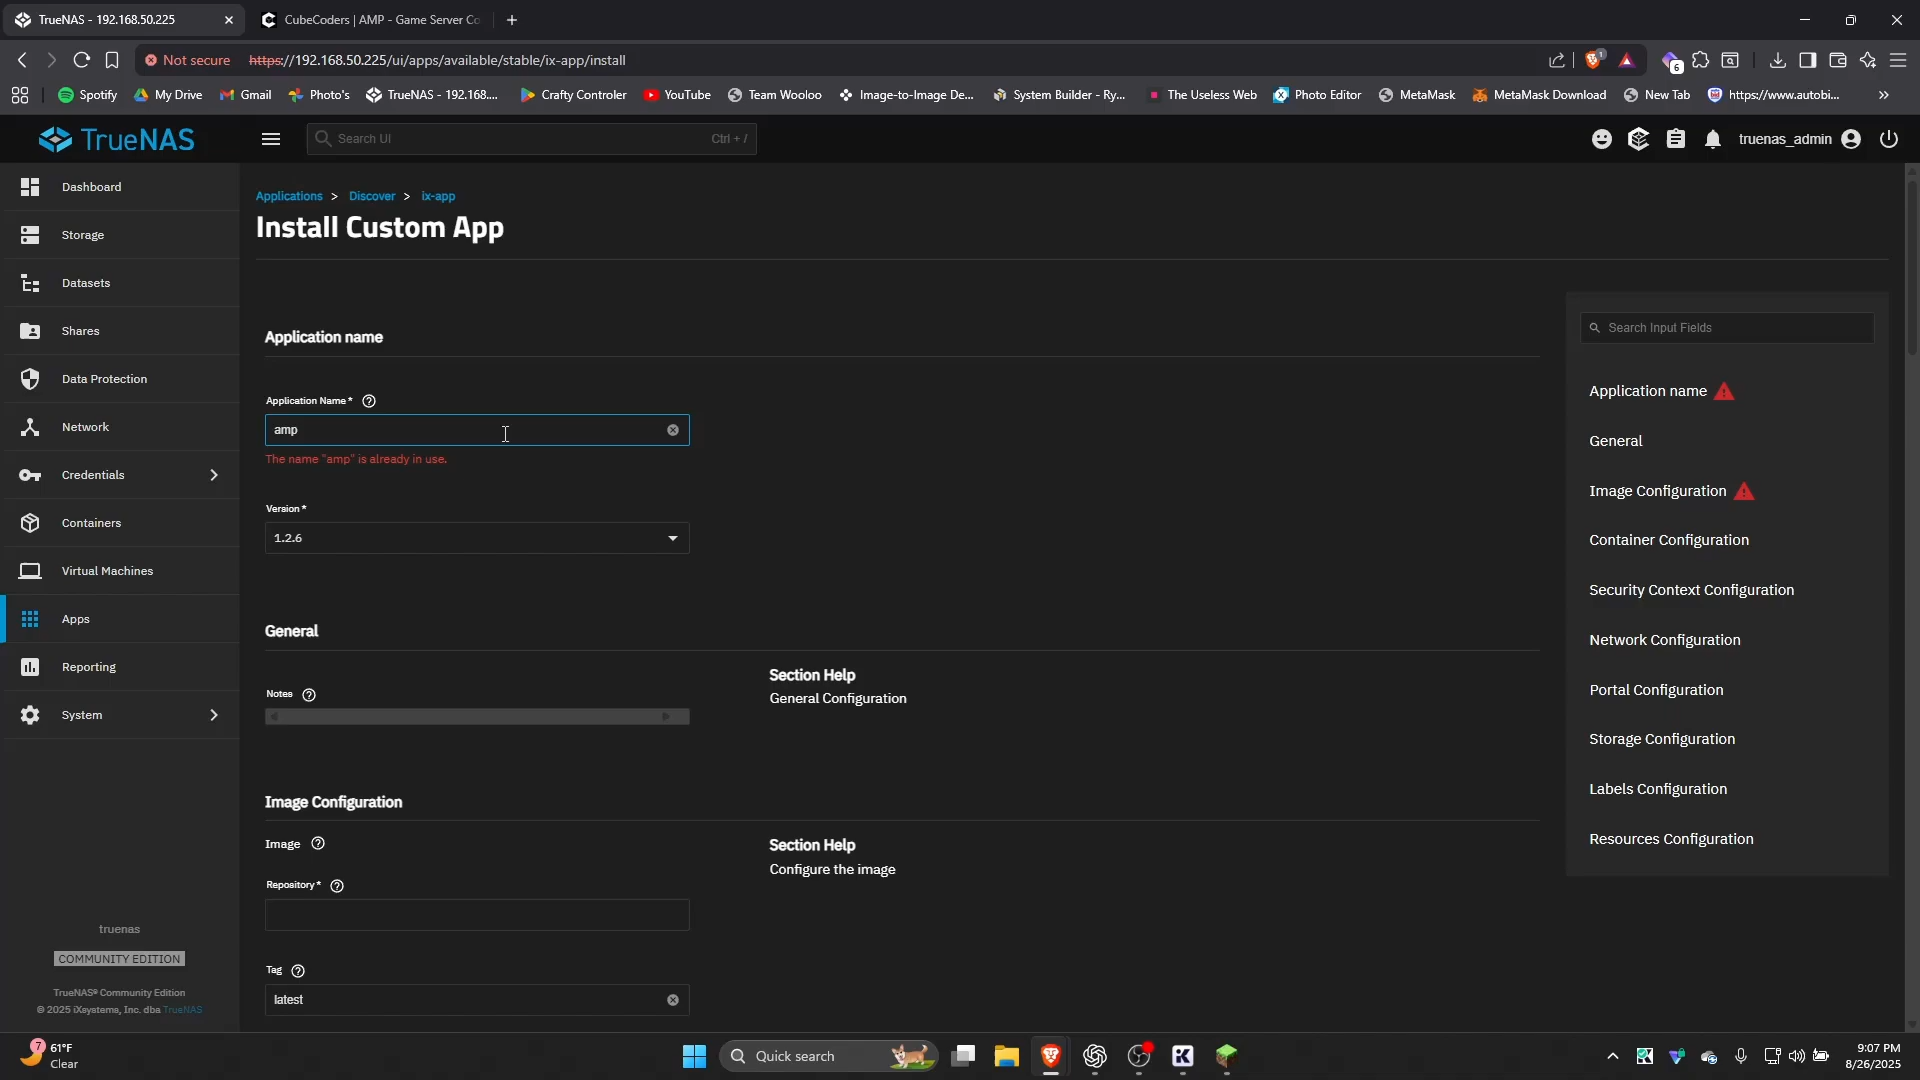 TrueNAS - 192.168.50.225
CubeCoders | AMP - Game Server Co
Not secure https://192.168.50.225/ui/apps/available/stable/ix-app/install
1
6
Spotify
My Drive
Gmail
Photo's
TrueNAS - 192.168....
Crafty Controler
YouTube
Team Wooloo
Image-to-Image De...
System Builder - Ry...
The Useless Web
Photo Editor
MetaMask
MetaMask Download
New Tab
https://www.autobi...
TrueNAS
Search UI
Ctrl + /
truenas_admin
Dashboard
Storage
Datasets
Shares
Data Protection
Network
Credentials
Containers
Virtual Machines
Apps
Reporting
System
truenas
COMMUNITY EDITION
TrueNAS® Community Edition
© 2025 iXsystems, Inc. dba TrueNAS
Applications > Discover > ix-app
Install Custom App
Application name
Application Name *
amp
The name "amp" is already in use.
Version *
1.2.6
General
Notes
Section Help
General Configuration
Image Configuration
Image
Section Help
Configure the image
Repository *
Tag
latest
Search Input Fields
Application name
General
Image Configuration
Container Configuration
Security Context Configuration
Network Configuration
Portal Configuration
Storage Configuration
Labels Configuration
Resources Configuration
7
61°F
Clear
Quick search
9:07 PM
8/26/2025